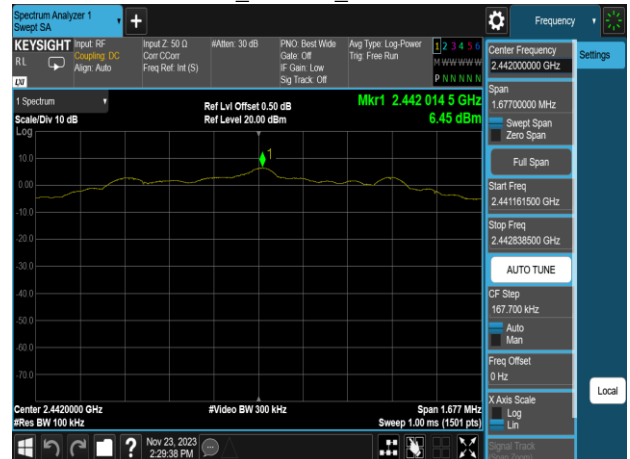 Spectrum Analyzer 1
Swept SA
Frequency
KEYSIGHT
RL
LXI
Input: RF
Coupling: DC
Align: Auto
Input Z: 50 Ω
Corr CCorr
Freq Ref: Int (S)
#Atten: 30 dB
PNO: Best Wide
Gate: Off
IF Gain: Low
Sig Track: Off
Avg Type: Log-Power
Trig: Free Run
1 2 3 4 5 6
M W W W W W
P N N N N N
Center Frequency
2.442000000 GHz
Settings
Span
1.67700000 MHz
Swept Span
Zero Span
Full Span
Start Freq
2.441161500 GHz
Stop Freq
2.442838500 GHz
AUTO TUNE
CF Step
167.700 kHz
Auto
Man
Freq Offset
0 Hz
X Axis Scale
Log
Lin
Signal Track
(Span Zoom)
Local
1 Spectrum
Scale/Div 10 dB
Log
Ref Lvl Offset 0.50 dB
Ref Level 20.00 dBm
Mkr1 2.442 014 5 GHz
6.45 dBm
1
10.0
0.00
-10.0
-20.0
-30.0
-40.0
-50.0
-60.0
-70.0
Center 2.4420000 GHz
#Res BW 100 kHz
#Video BW 300 kHz
Span 1.677 MHz
Sweep 1.00 ms (1501 pts)
?
Nov 23, 2023
2:29:38 PM